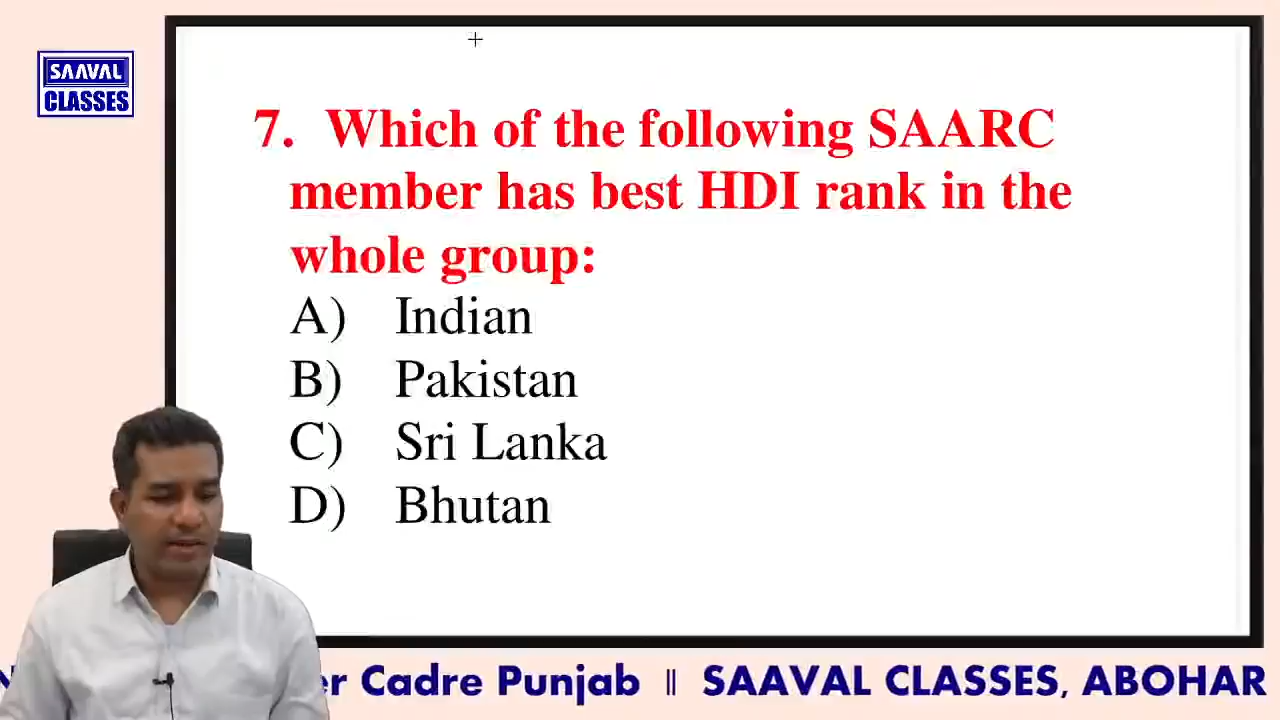 SAAVAL
CLASSES
7. Which of the following SAARC
member has best HDI rank in the
whole group:
A) Indian
B) Pakistan
C) Sri Lanka
D) Bhutan
Cadre Punjab || SAAVAL CLASSES, ABOHAR